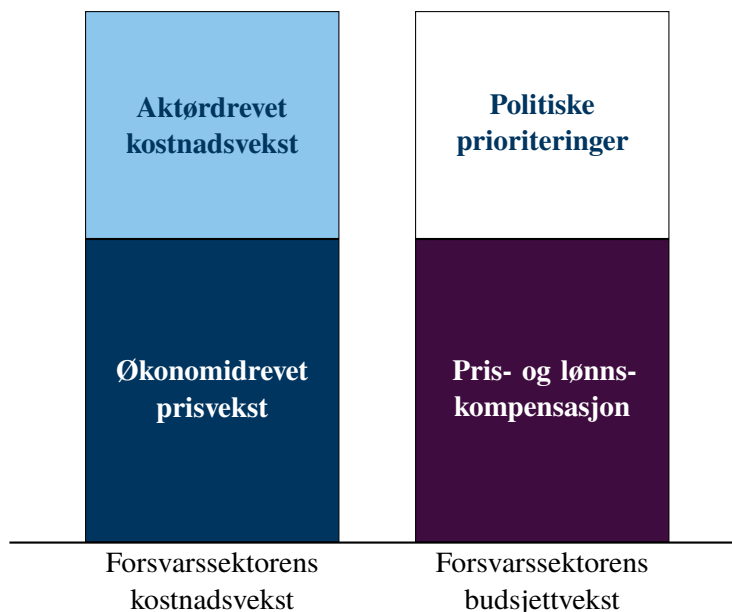 Aktørdrevet
kostnadsvekst
Politiske
prioriteringer
Økonomidrevet
prisvekst
Pris- og lønns-
kompensasjon
Forsvarssektorens
kostnadsvekst
Forsvarssektorens
budsjettvekst